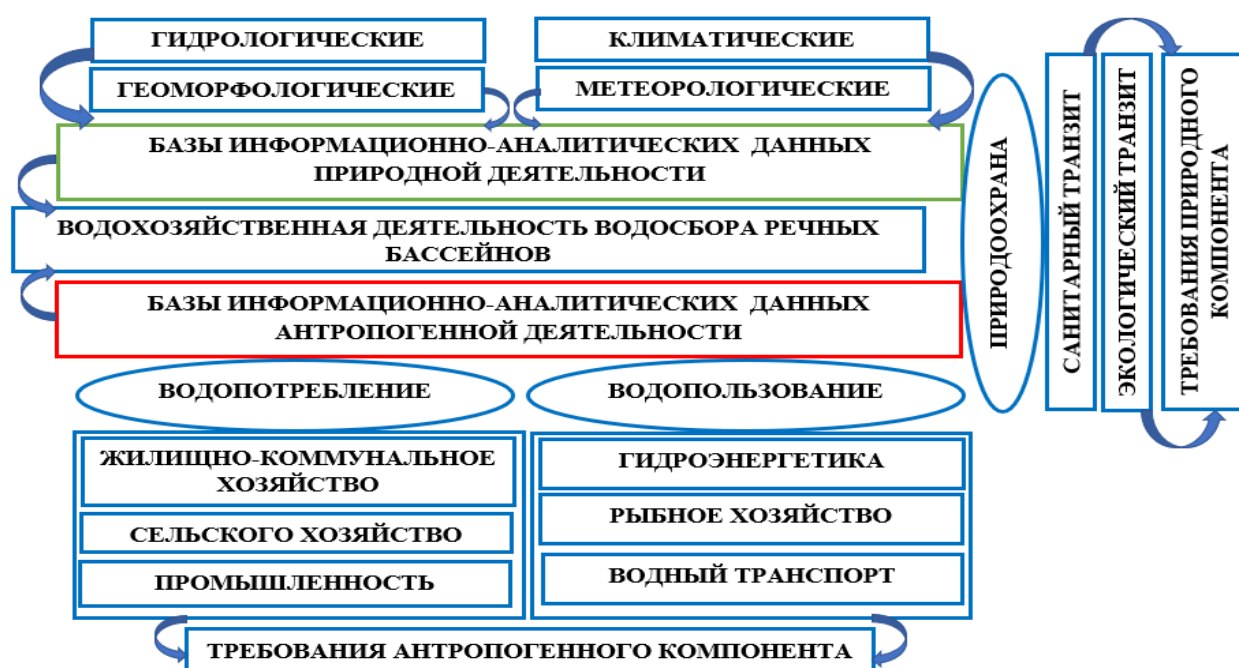 ГИДРОЛОГИЧЕСКИЕ
КЛИМАТИЧЕСКИЕ
ГЕОМОРФОЛОГИЧЕСКИЕ
МЕТЕОРОЛОГИЧЕСКИЕ
БАЗЫ ИНФОРМАЦИОННО-АНАЛИТИЧЕСКИХ ДАННЫХ
ПРИРОДНОЙ ДЕЯТЕЛЬНОСТИ
ВОДОХОЗЯЙСТВЕННАЯ ДЕЯТЕЛЬНОСТЬ ВОДОСБОРА РЕЧНЫХ
БАССЕЙНОВ
БАЗЫ ИНФОРМАЦИОННО-АНАЛИТИЧЕСКИХ ДАННЫХ
АНТРОПОГЕННОЙ ДЕЯТЕЛЬНОСТИ
ПРИРОДООХРАНА
САНИТАРНЫЙ ТРАНЗИТ
ЭКОЛОГИЧЕСКИЙ ТРАНЗИТ
ТРЕБОВАНИЯ ПРИРОДНОГО
КОМПОНЕНТА
ВОДОПОТРЕБЛЕНИЕ
ВОДОПОЛЬЗОВАНИЕ
ЖИЛИЩНО-КОММУНАЛЬНОЕ
ХОЗЯЙСТВО
СЕЛЬСКОГО ХОЗЯЙСТВО
ПРОМЫШЛЕННОСТЬ
ГИДРОЭНЕРГЕТИКА
РЫБНОЕ ХОЗЯЙСТВО
ВОДНЫЙ ТРАНСПОРТ
ТРЕБОВАНИЯ АНТРОПОГЕННОГО КОМПОНЕНТА